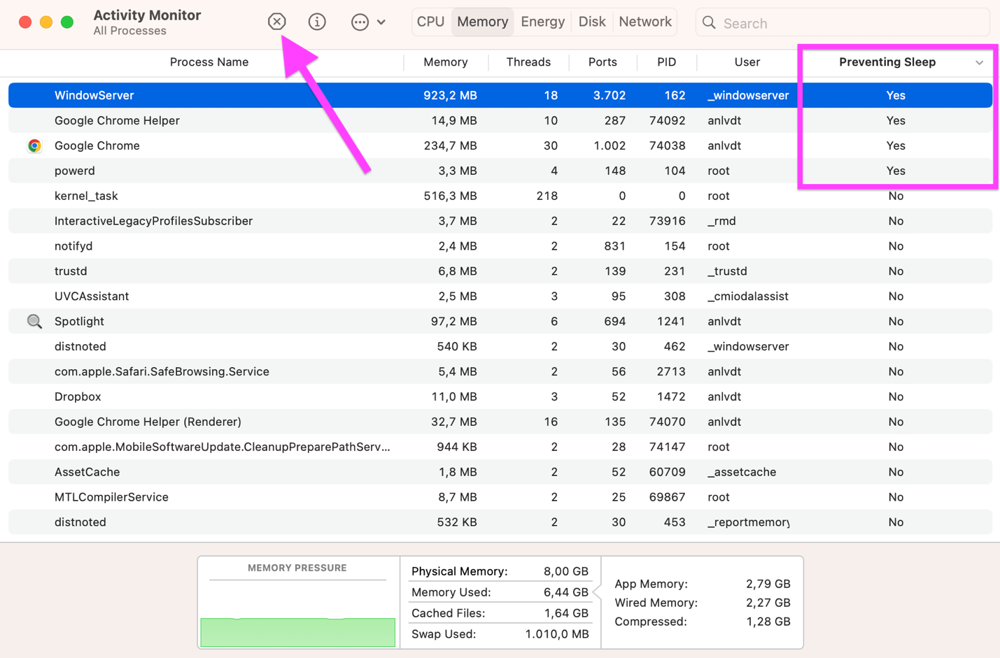 Activity Monitor
All Processes
CPU Memory Energy Disk Network
Search
Process Name Memory Threads Ports PID User Preventing Sleep
WindowServer 923,2 MB 18 3.702 162 _windowserver Yes
Google Chrome Helper 14,9 MB 10 287 74092 anlvdt Yes
Google Chrome 234,7 MB 30 1.002 74038 anlvdt Yes
powerd 3,3 MB 4 148 104 root Yes
kernel_task 516,3 MB 218 0 0 root No
InteractiveLegacyProfilesSubscriber 3,7 MB 2 22 73916 _rmd No
notifyd 2,4 MB 2 831 154 root No
trustd 6,8 MB 2 139 231 _trustd No
UVCAssistant 2,5 MB 3 95 308 _cmiodalassist No
Spotlight 97,2 MB 6 694 1241 anlvdt No
distnoted 540 KB 2 30 462 _windowserver No
com.apple.Safari.SafeBrowsing.Service 5,4 MB 2 56 2713 anlvdt No
Dropbox 11,0 MB 3 52 1472 anlvdt No
Google Chrome Helper (Renderer) 32,7 MB 16 135 74070 anlvdt No
com.apple.MobileSoftwareUpdate.CleanupPreparePathServ... 944 KB 2 28 74147 root No
AssetCache 1,8 MB 2 52 60709 _assetcache No
MTLCompilerService 8,7 MB 2 25 69867 root No
distnoted 532 KB 2 30 453 _reportmemory No
MEMORY PRESSURE
Physical Memory: 8,00 GB
Memory Used: 6,44 GB
Cached Files: 1,64 GB
Swap Used: 1.010,0 MB
App Memory: 2,79 GB
Wired Memory: 2,27 GB
Compressed: 1,28 GB